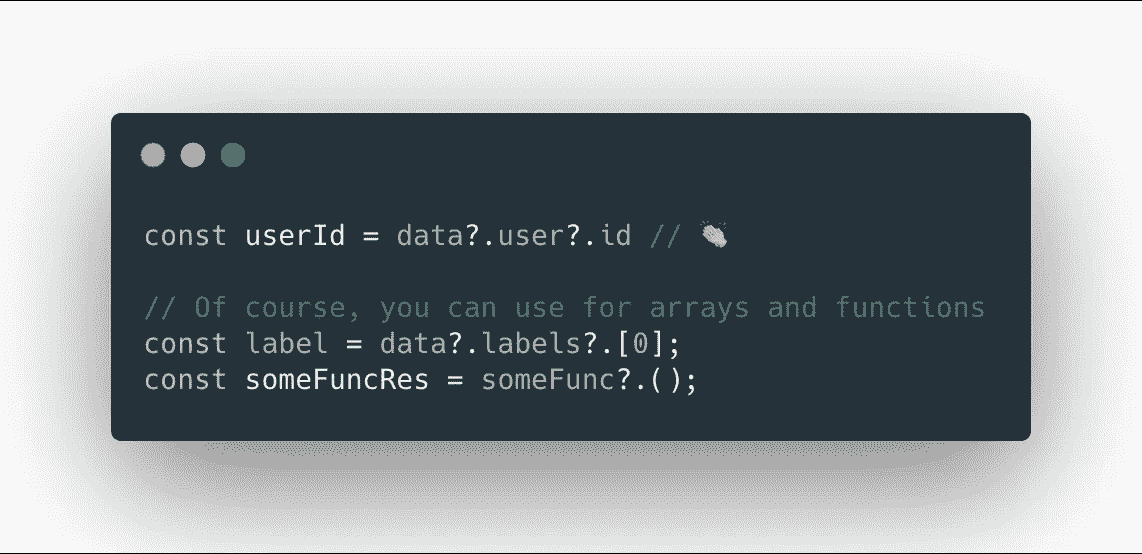 const userId = data?.user?.id // 👏
// Of course, you can use for arrays and functions
const label = data?.labels?.[0];
const someFuncRes = someFunc?.();